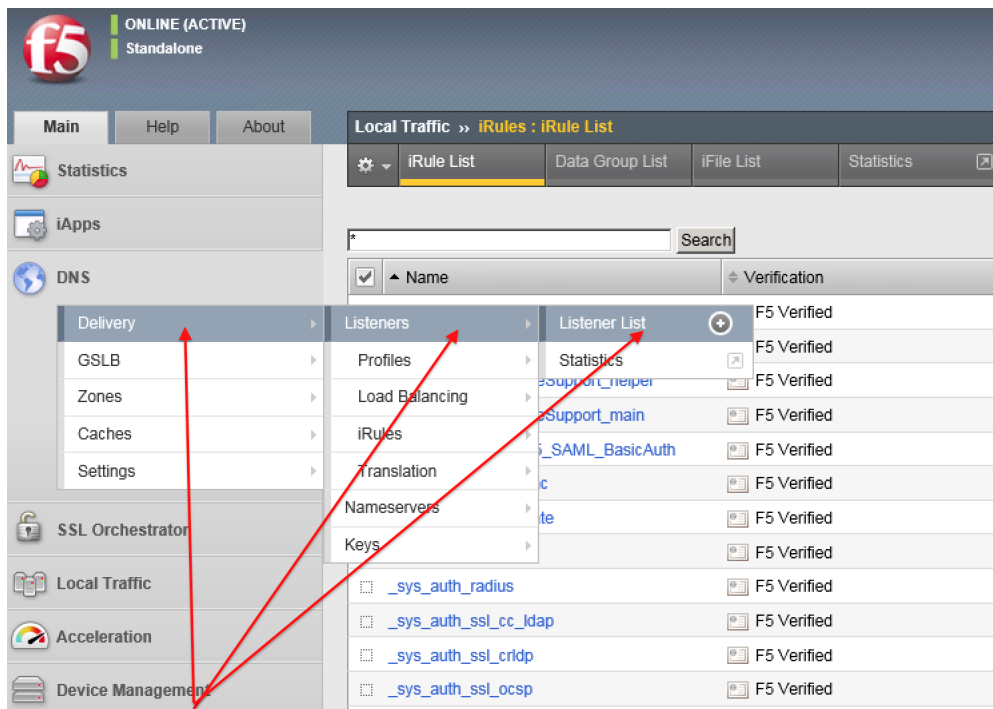 f5
ONLINE (ACTIVE)
Standalone
Main
Help
About
Statistics
iApps
DNS
Delivery
GSLB
Zones
Caches
Settings
SSL Orchestrator
Local Traffic
Acceleration
Device Management
Listeners
Profiles
Load Balancing
iRules
Translation
Nameservers
Keys
Listener List
Statistics
Local Traffic ›› iRules : iRule List
iRule List
Data Group List
iFile List
Statistics
*
Search
Name
Verification
F5 Verified
F5 Verified
eSupport_helper F5 Verified
eSupport_main F5 Verified
5_SAML_BasicAuth F5 Verified
c F5 Verified
te F5 Verified
F5 Verified
_sys_auth_radius F5 Verified
_sys_auth_ssl_cc_ldap F5 Verified
_sys_auth_ssl_crldp F5 Verified
_sys_auth_ssl_ocsp F5 Verified